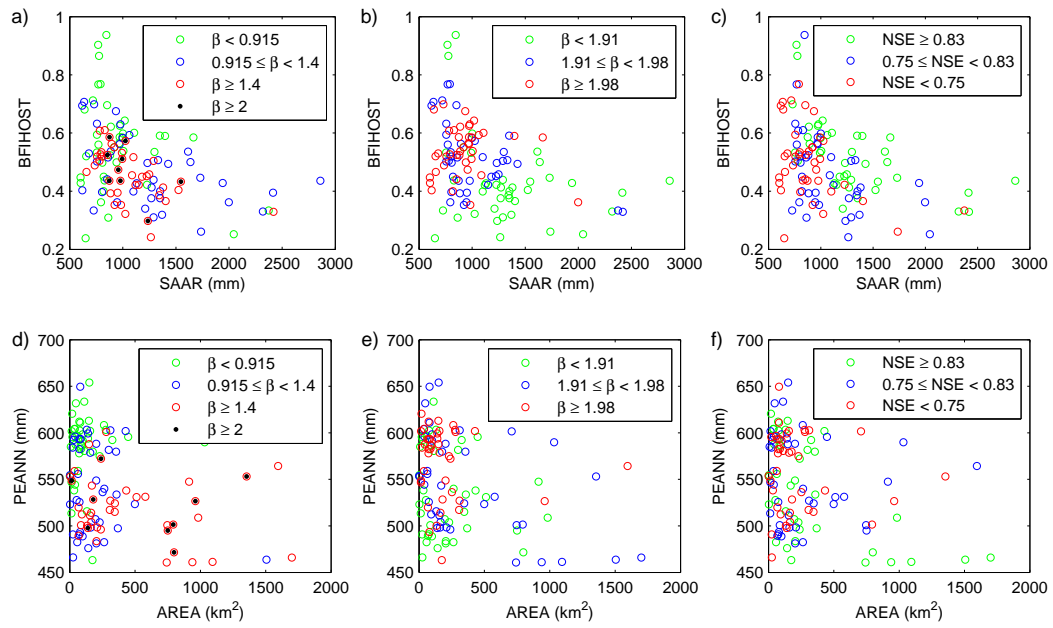 a)
1
0.8
0.6
0.4
0.2
BFIHOST
500 1000 1500 2000 2500 3000
SAAR (mm)
β < 0.915
0.915 ≤ β < 1.4
β ≥ 1.4
β ≥ 2
b)
1
0.8
0.6
0.4
0.2
BFIHOST
500 1000 1500 2000 2500 3000
SAAR (mm)
β < 1.91
1.91 ≤ β < 1.98
β ≥ 1.98
c)
1
0.8
0.6
0.4
0.2
BFIHOST
500 1000 1500 2000 2500 3000
SAAR (mm)
NSE ≥ 0.83
0.75 ≤ NSE < 0.83
NSE < 0.75
d)
700
650
600
550
500
450
PEANN (mm)
0 500 1000 1500 2000
AREA (km²)
β < 0.915
0.915 ≤ β < 1.4
β ≥ 1.4
β ≥ 2
e)
700
650
600
550
500
450
PEANN (mm)
0 500 1000 1500 2000
AREA (km²)
β < 1.91
1.91 ≤ β < 1.98
β ≥ 1.98
f)
700
650
600
550
500
450
PEANN (mm)
0 500 1000 1500 2000
AREA (km²)
NSE ≥ 0.83
0.75 ≤ NSE < 0.83
NSE < 0.75